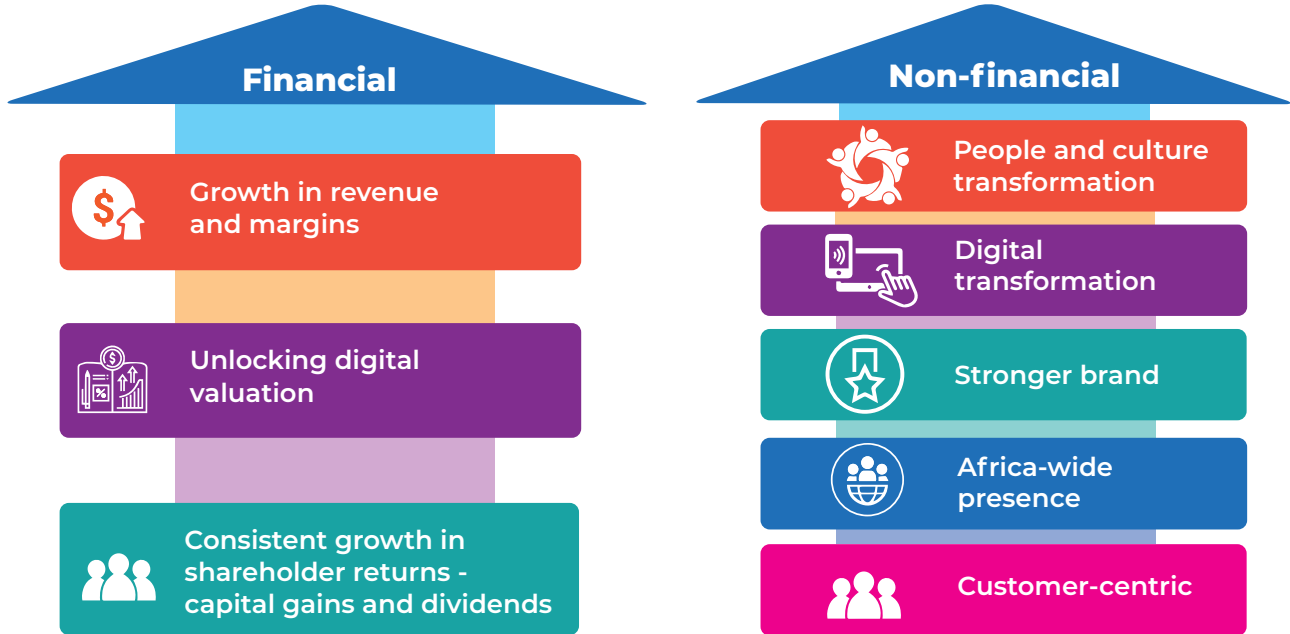 Financial
Growth in revenue
and margins
$
Unlocking digital
valuation
$
%
Consistent growth in
shareholder returns -
capital gains and dividends
Non-financial
People and culture
transformation
Digital
transformation
Stronger brand
Africa-wide
presence
Customer-centric